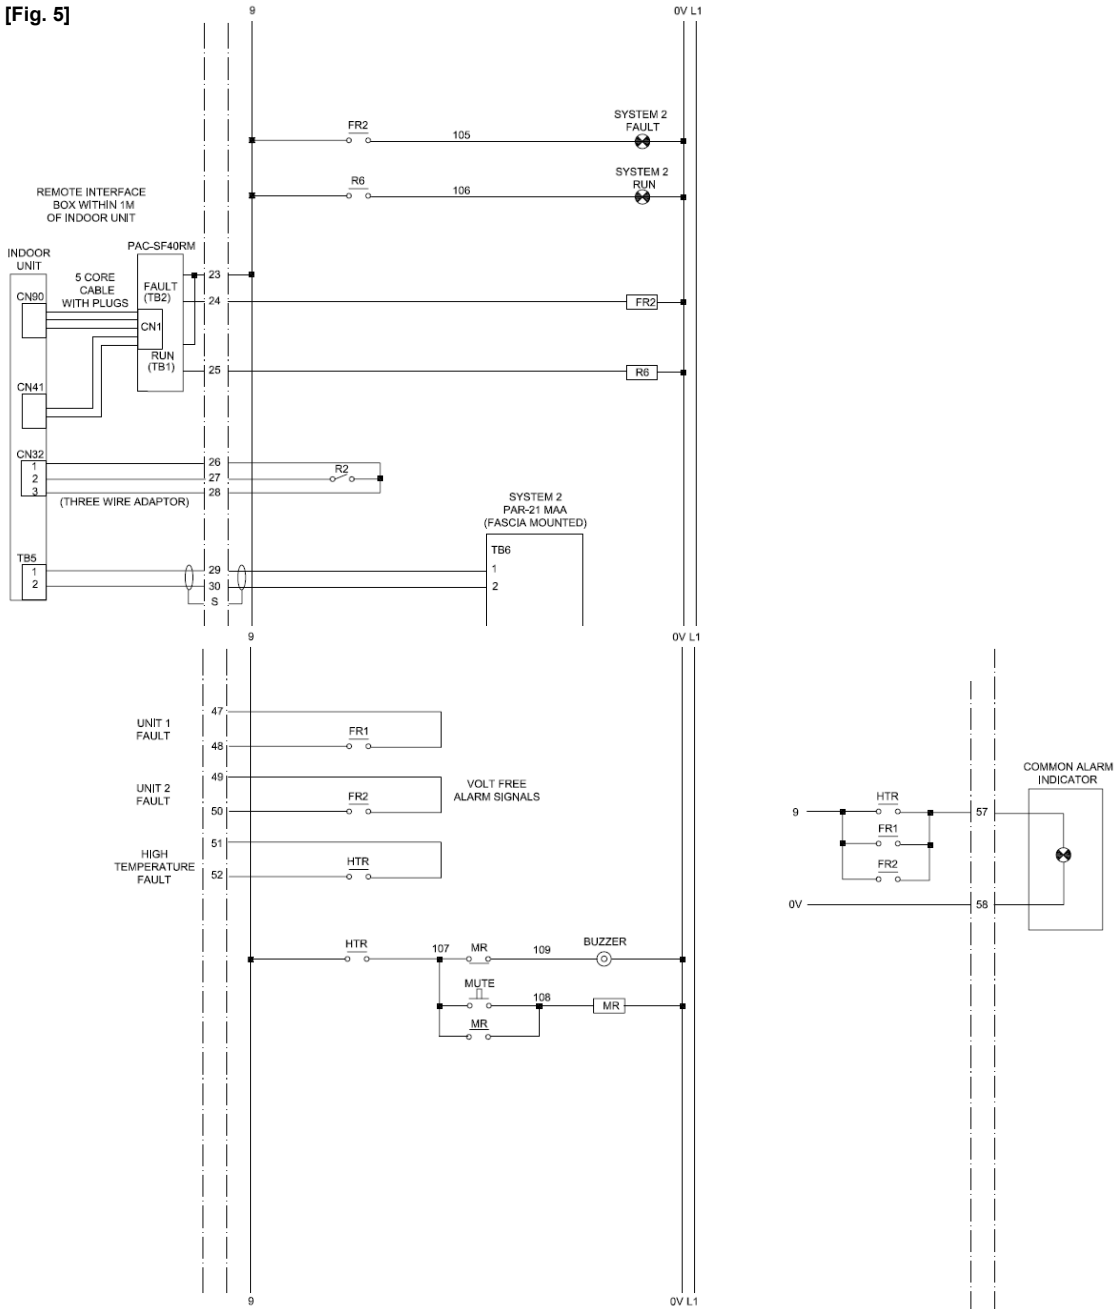 [Fig. 5]
9
0V L1
SYSTEM 2
FAULT
FR2
105
SYSTEM 2
RUN
R6
106
REMOTE INTERFACE
BOX WITHIN 1M
OF INDOOR UNIT
PAC-SF40RM
INDOOR
UNIT
5 CORE
CABLE
WITH PLUGS
23
FAULT
(TB2)
CN90
24
FR2
CN1
RUN
(TB1)
25
R6
CN41
CN32
1
2
3
26
27
28
R2
(THREE WIRE ADAPTOR)
SYSTEM 2
PAR-21 MAA
(FASCIA MOUNTED)
TB6
1
2
TB5
1
2
29
30
S
9
0V L1
47
UNIT 1
FAULT
FR1
48
49
UNIT 2
FAULT
FR2
50
VOLT FREE
ALARM SIGNALS
51
HIGH
TEMPERATURE
FAULT
HTR
52
COMMON ALARM
INDICATOR
HTR
9
57
FR1
FR2
0V
58
HTR
107
MR
109
BUZZER
MUTE
108
MR
MR
9
0V L1